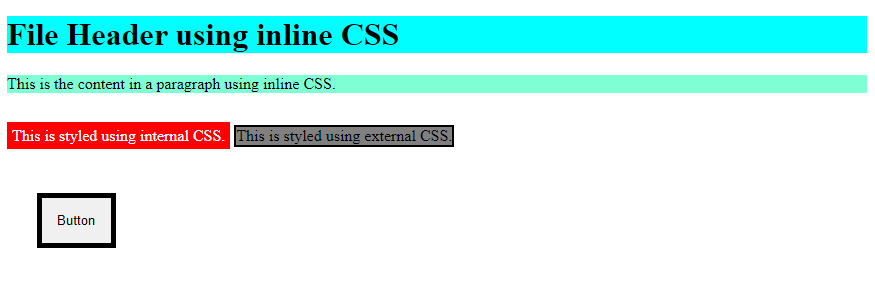 File Header using inline CSS
This is the content in a paragraph using inline CSS.
This is styled using internal CSS. This is styled using external CSS.
Button